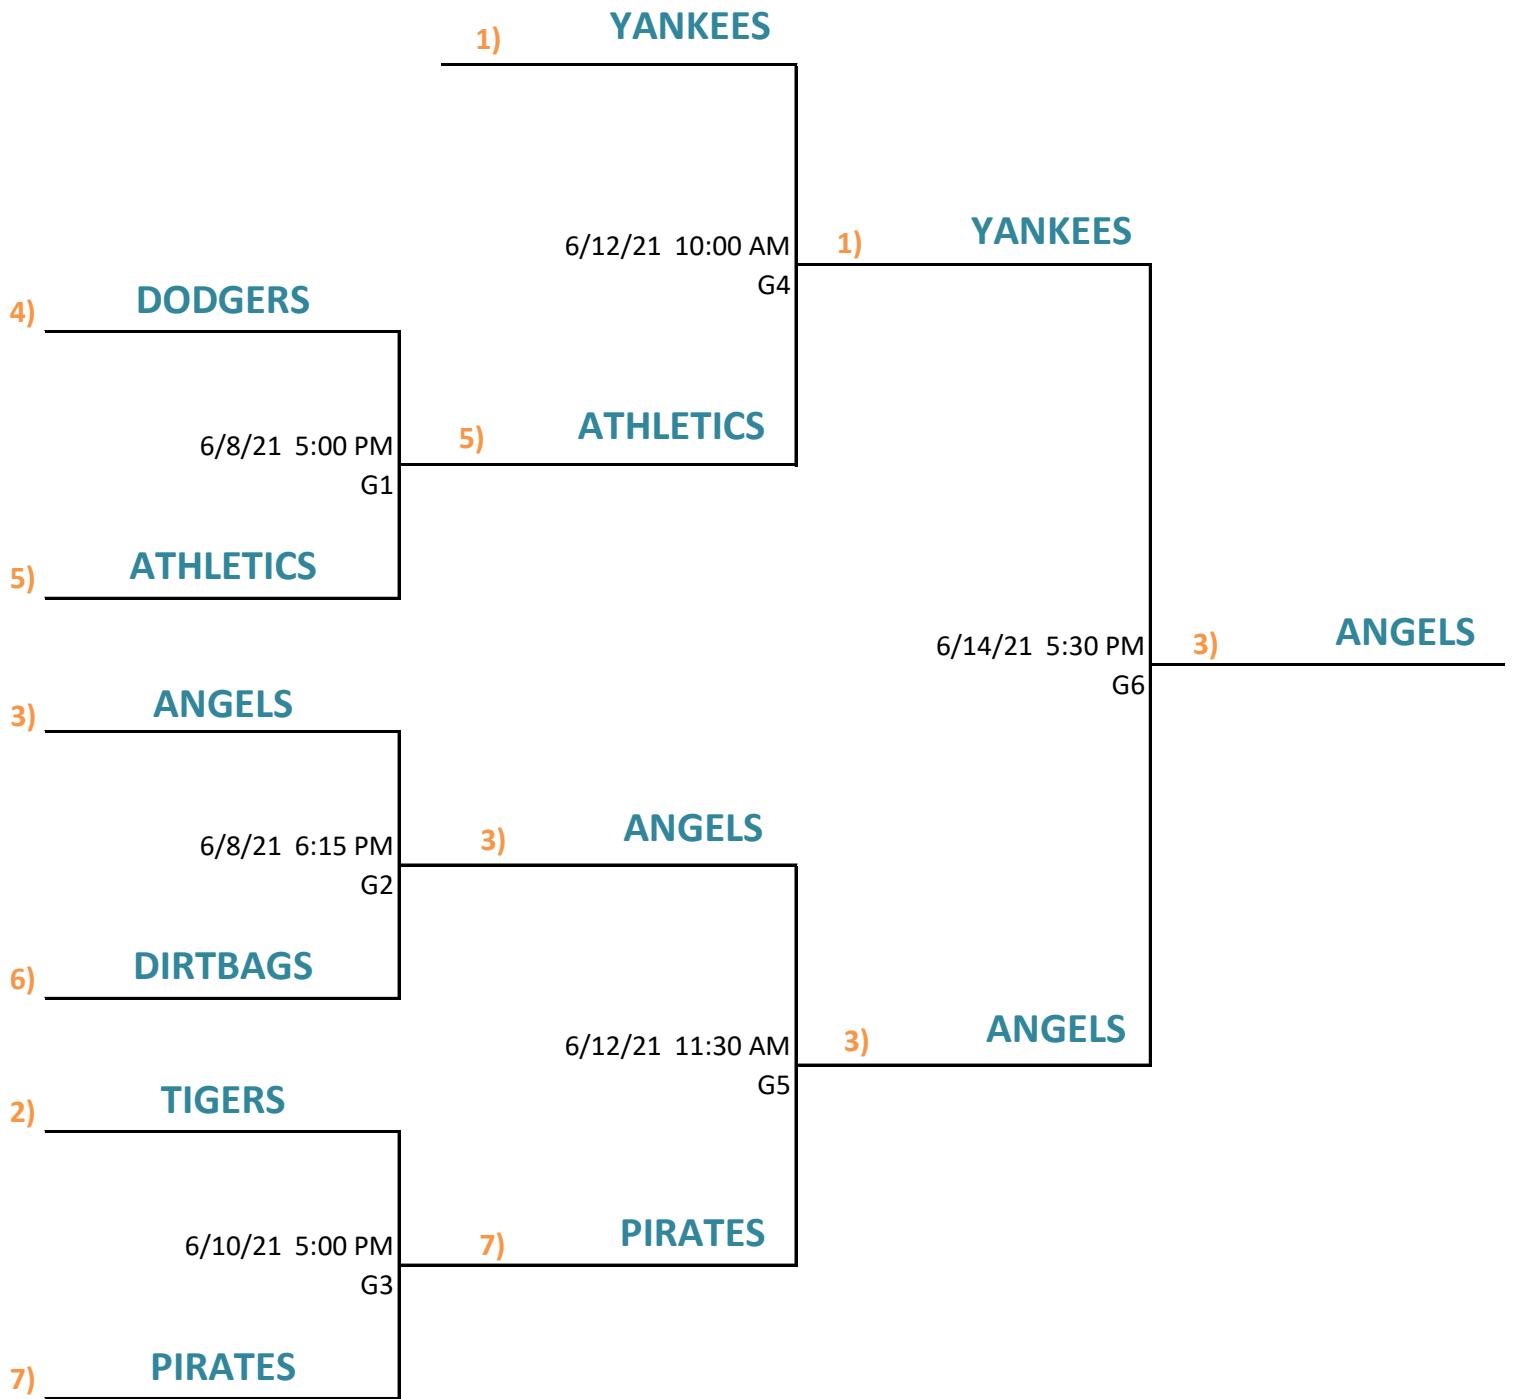 1) YANKEES
6/12/21 10:00 AM
G4
1) YANKEES
4) DODGERS
6/8/21 5:00 PM
G1
5) ATHLETICS
5) ATHLETICS
6/14/21 5:30 PM
G6
3) ANGELS
3) ANGELS
6/8/21 6:15 PM
G2
3) ANGELS
6) DIRTBAGS
6/12/21 11:30 AM
G5
3) ANGELS
2) TIGERS
6/10/21 5:00 PM
G3
7) PIRATES
7) PIRATES